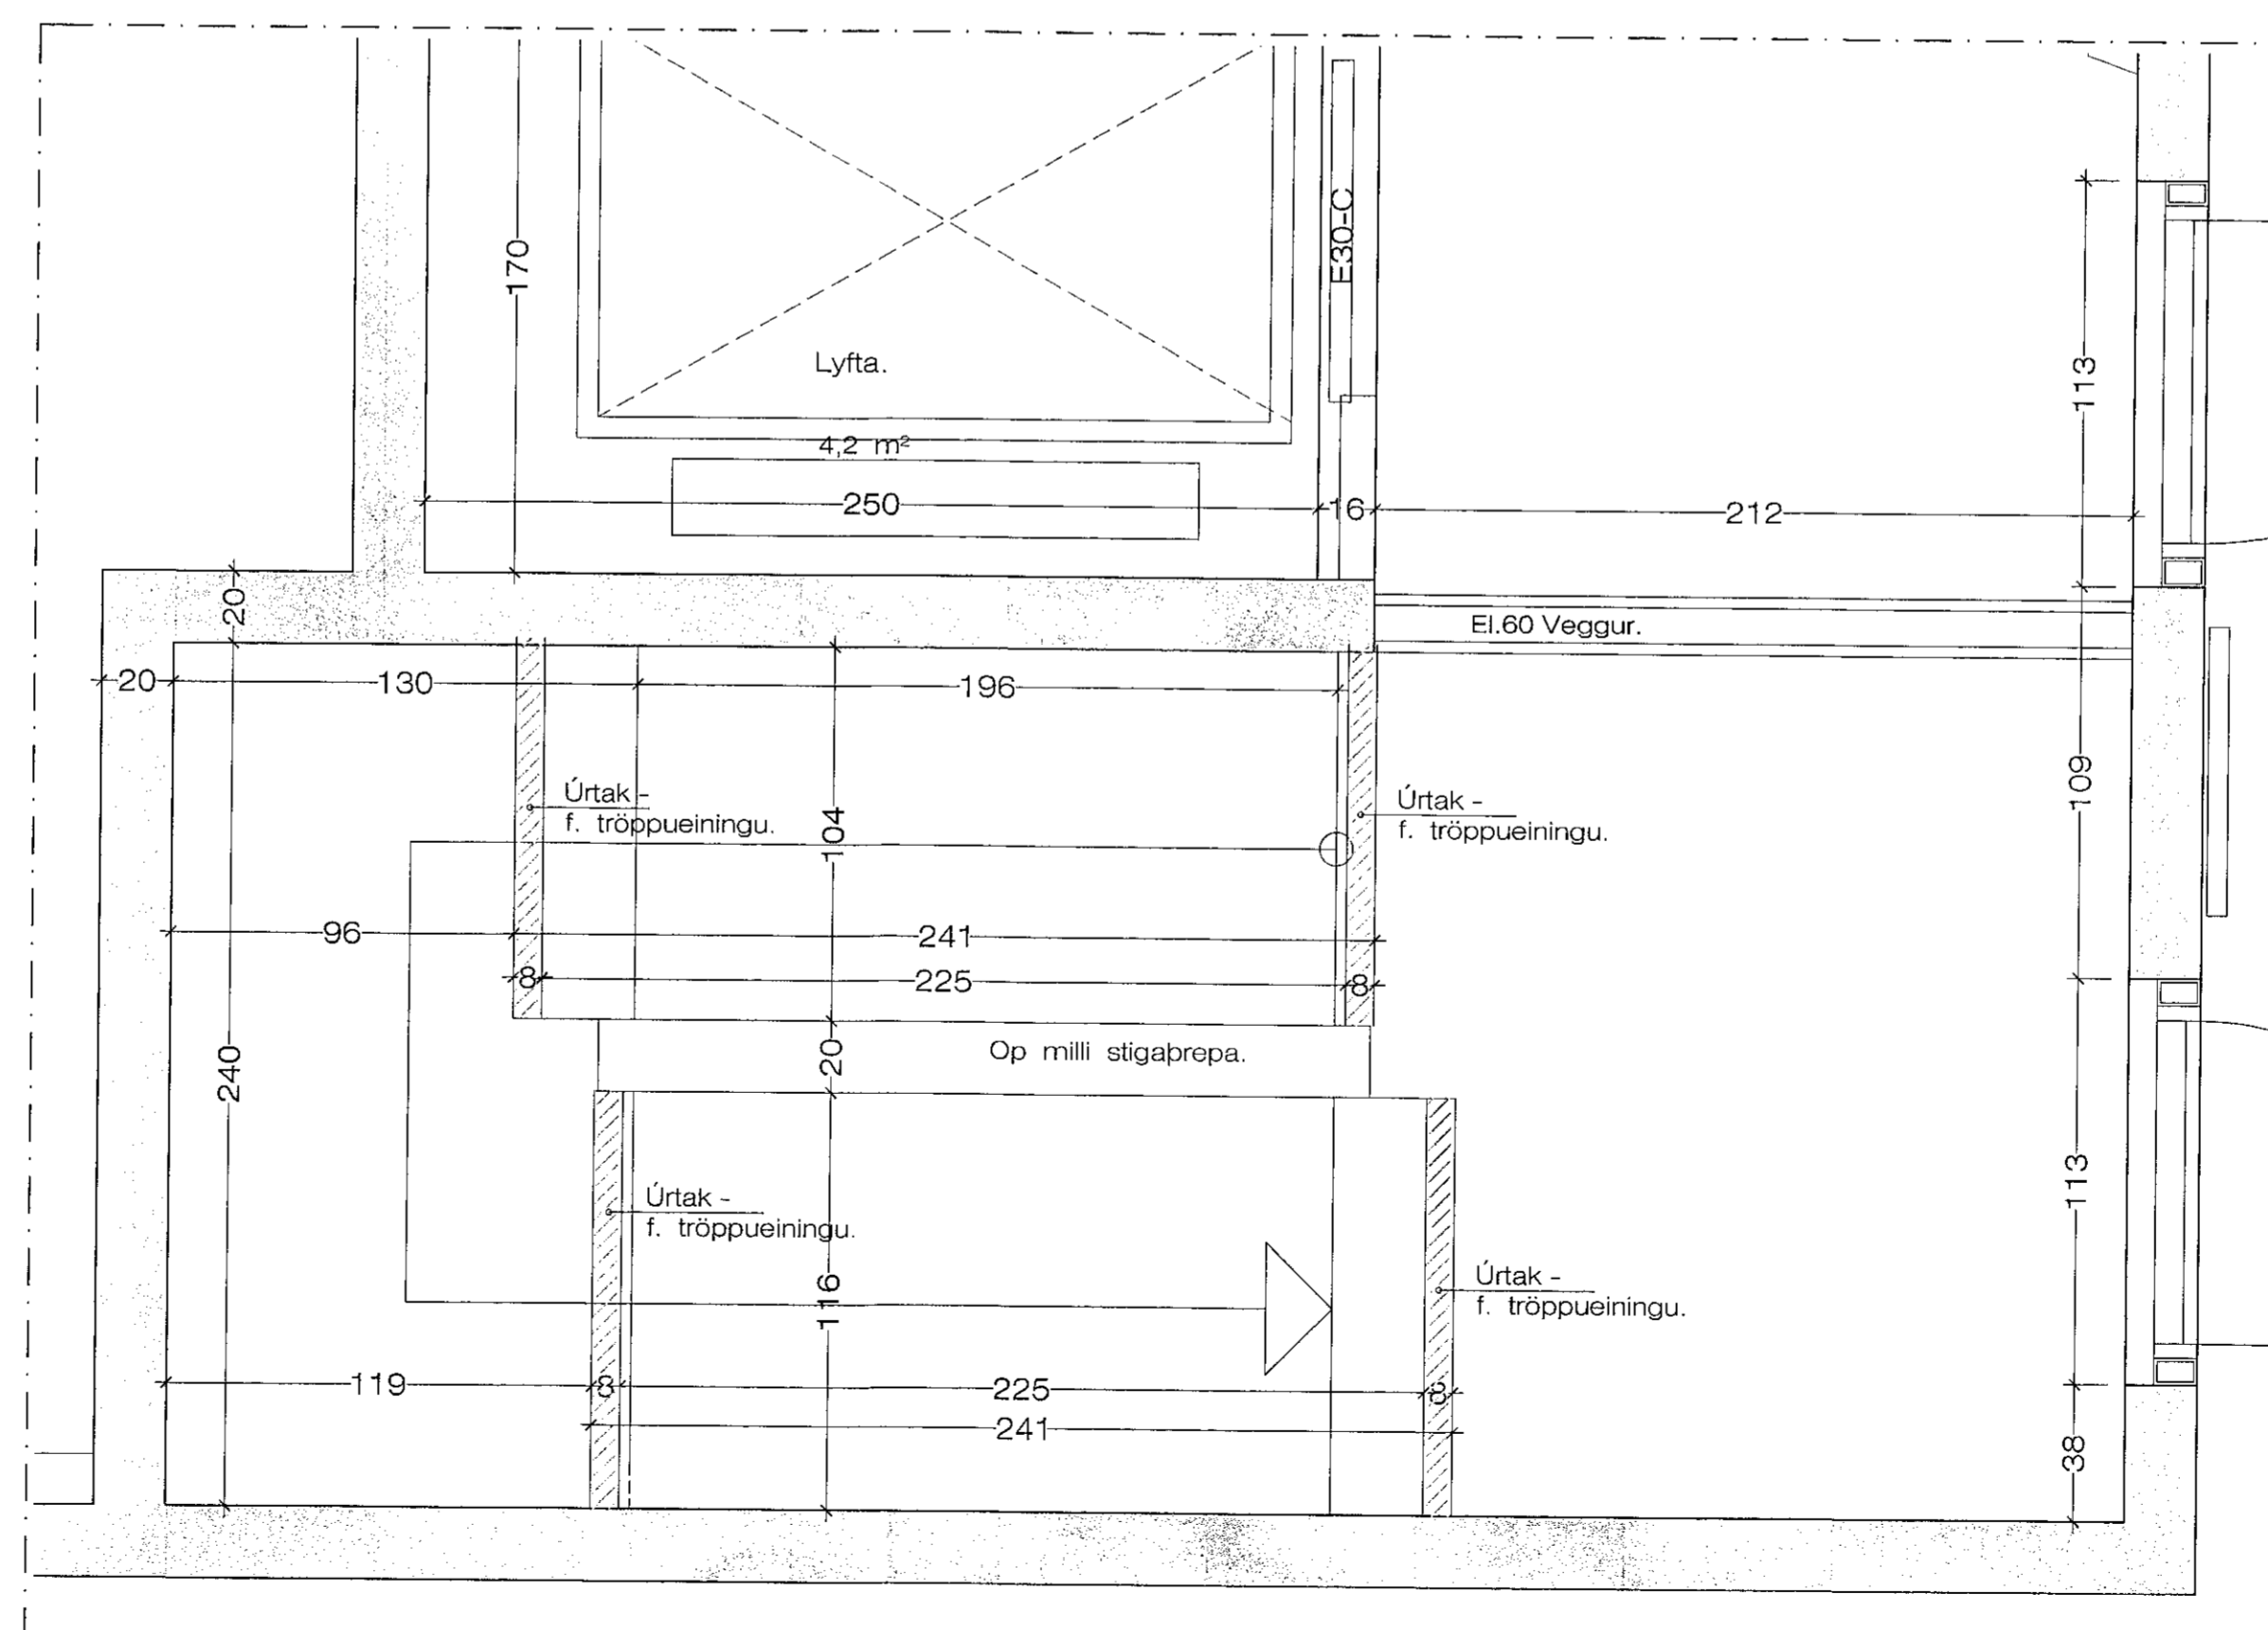 170
E30-C
Lyfta.
113
4,2 m²
250
16
212
20
El.60 Veggur.
20
130
196
Úrtak -
f. tröppueiningu.
104
Úrtak -
f. tröppueiningu.
109
96
241
8
225
8
240
20
Op milli stigaþrepa.
Úrtak -
f. tröppueiningu.
113
116
Úrtak -
f. tröppueiningu.
119
8
225
8
241
38